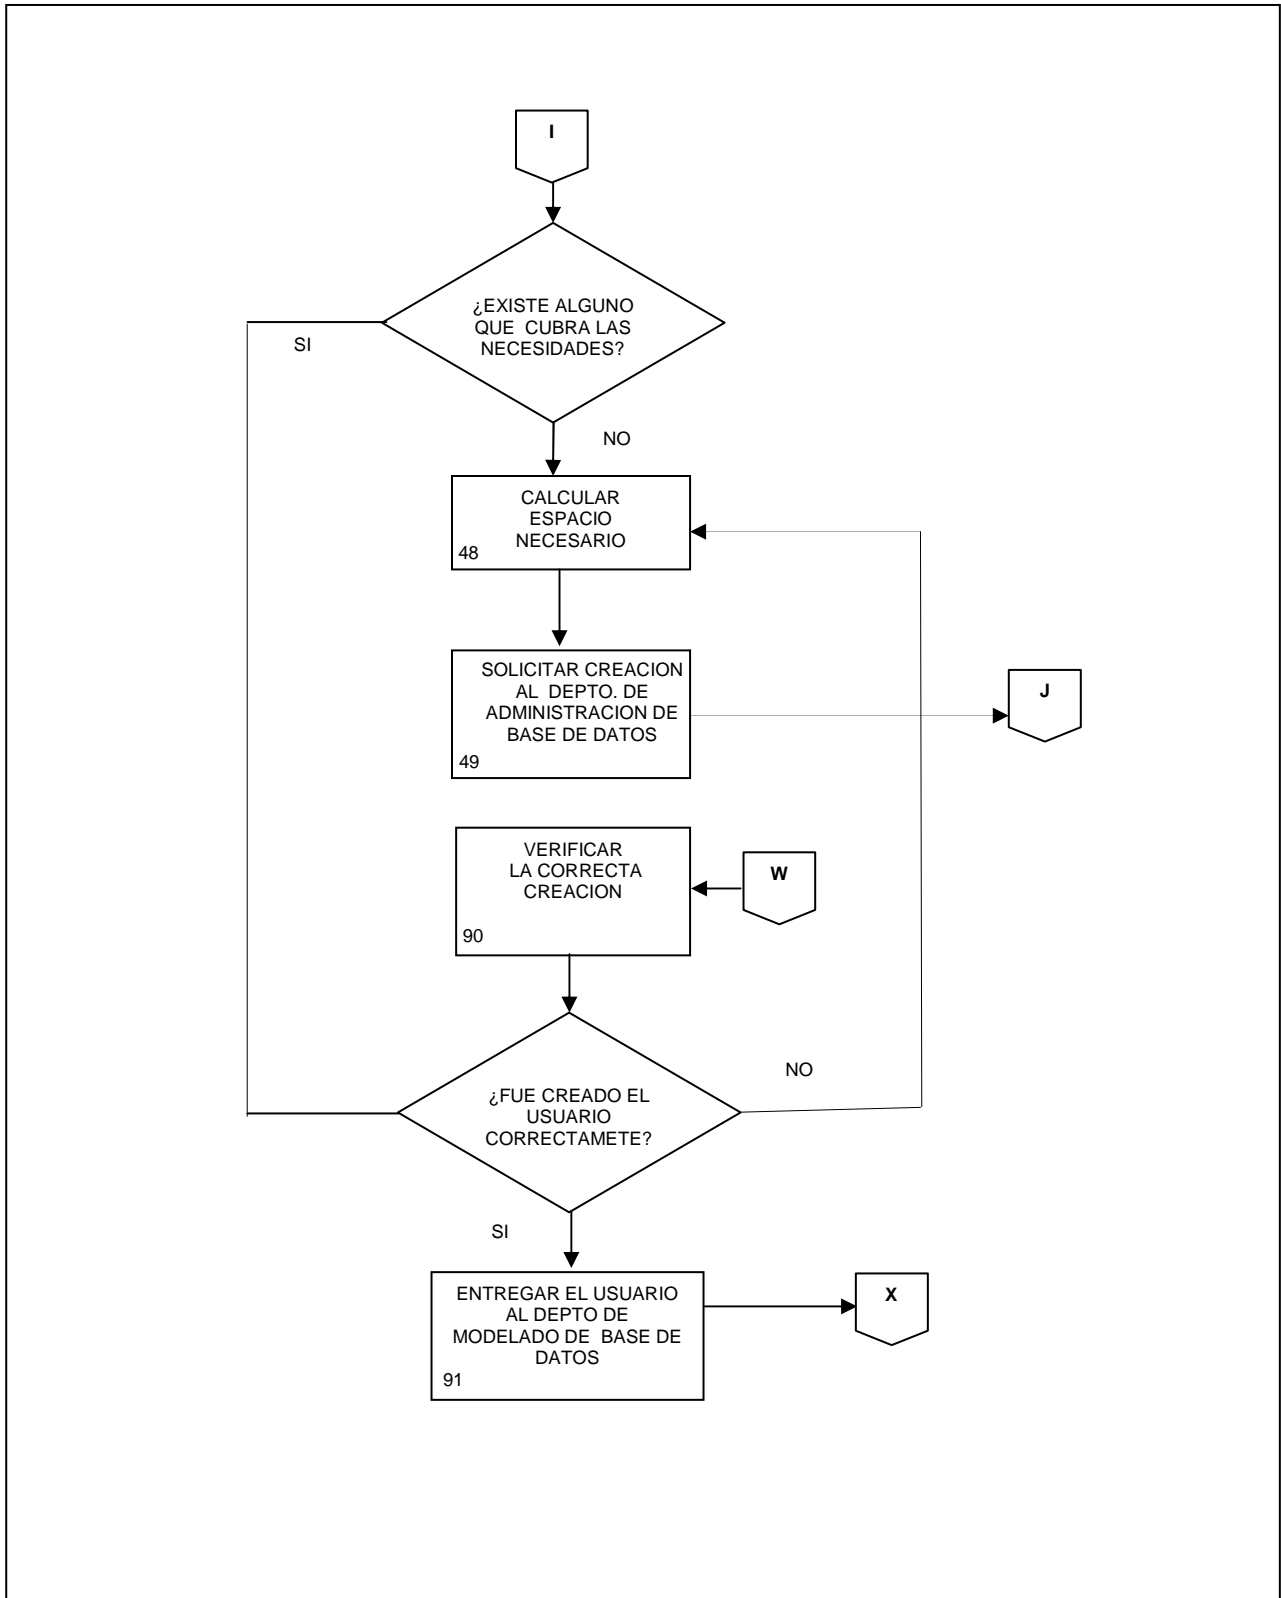 I
¿EXISTE ALGUNO
QUE CUBRA LAS
NECESIDADES?
SI
NO
CALCULAR
ESPACIO
NECESARIO
48
SOLICITAR CREACION
AL DEPTO. DE
ADMINISTRACION DE
BASE DE DATOS
49
J
VERIFICAR
LA CORRECTA
CREACION
90
W
¿FUE CREADO EL
USUARIO
CORRECTAMETE?
NO
SI
ENTREGAR EL USUARIO
AL DEPTO DE
MODELADO DE BASE DE
DATOS
91
X